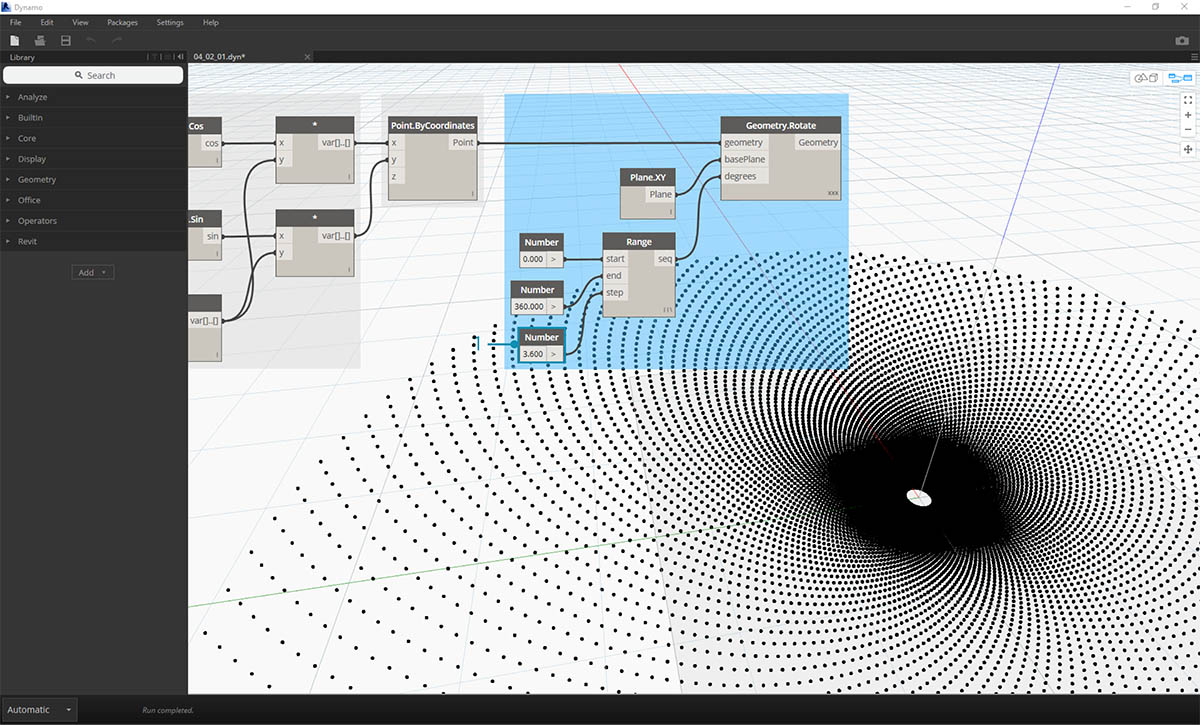 Dynamo
File Edit View Packages Settings Help
Library
04_02_01.dyn*
Search
Analyze
BuiltIn
Core
Display
Geometry
Office
Operators
Revit
Add
Cos
cos
*
x var[]..[]
y
Point.ByCoordinates
x Point
y
z
Geometry.Rotate
geometry Geometry
basePlane
degrees
xxx
Plane.XY
Plane
.Sin
sin
*
x var[]..[]
y
Number
0.000 >
Range
start seq
end
step
Number
360.000 >
1
Number
3.600 >
var[]..[]
Automatic
Run completed.